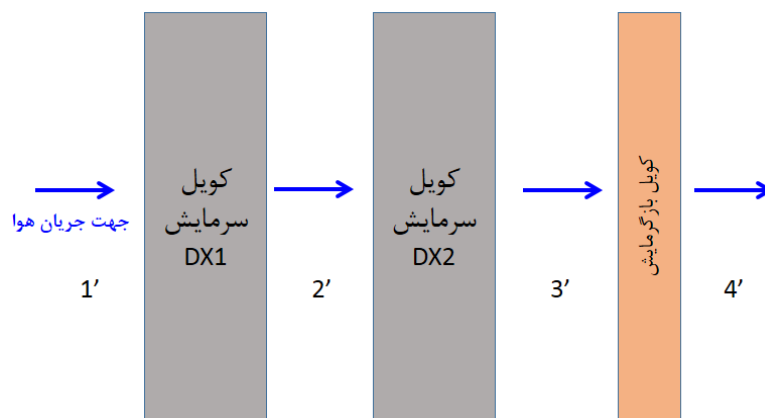 کویل
سرمایش
DX1
کویل
سرمایش
DX2
کویل بازگرمایش
جهت جریان هوا
1’
2’
3’
4’